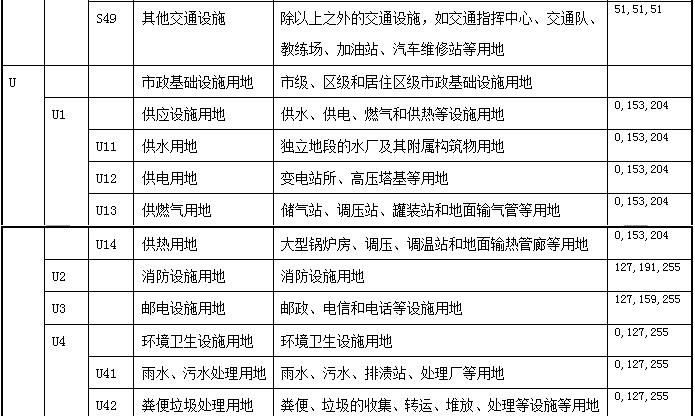 S49 其他交通设施 除以上之外的交通设施，如交通指挥中心、交通队、 51, 51, 51
教练场、加油站、汽车维修站等用地
U 市政基础设施用地 市级、区级和居住区级市政基础设施用地
U1 供应设施用地 供水、供电、燃气和供热等设施用地 0, 153, 204
U11 供水用地 独立地段的水厂及其附属构筑物用地 0, 153, 204
U12 供电用地 变电站所、高压塔基等用地 0, 153, 204
U13 供燃气用地 储气站、调压站、罐装站和地面输气管等用地 0, 153, 204
U14 供热用地 大型锅炉房、调压、调温站和地面输热管廊等用地 0, 153, 204
U2 消防设施用地 消防设施用地 127, 191, 255
U3 邮电设施用地 邮政、电信和电话等设施用地 127, 159, 255
U4 环境卫生设施用地 环境卫生设施用地 0, 127, 255
U41 雨水、污水处理用地 雨水、污水、排渍站、处理厂等用地 0, 127, 255
U42 粪便垃圾处理用地 粪便、垃圾的收集、转运、堆放、处理等设施等用地 0, 127, 255